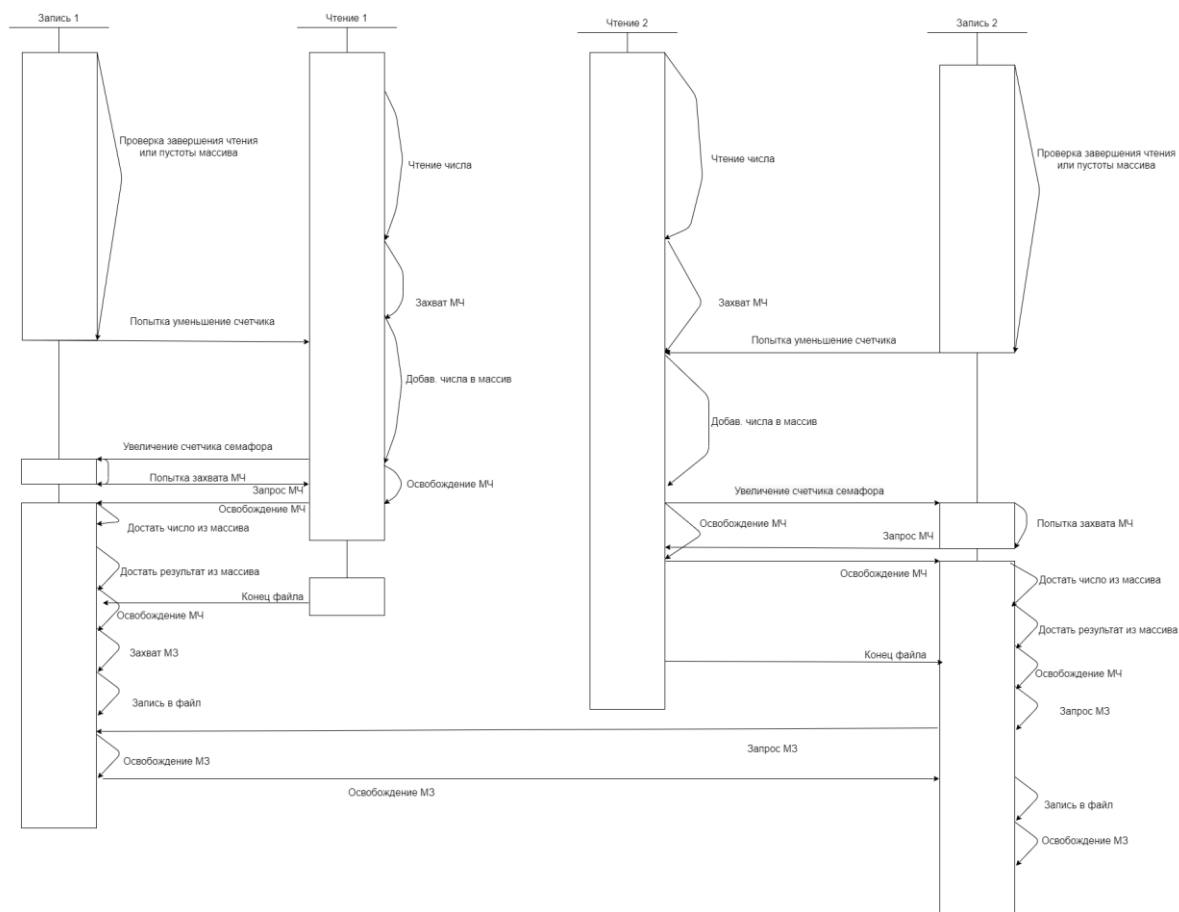 Запись 1
Чтение 1
Чтение 2
Запись 2
Проверка завершения чтения
или пустоты массива
Чтение числа
Чтение числа
Проверка завершения чтения
или пустоты массива
Захват МЧ
Захват МЧ
Попытка уменьшение счетчика
Попытка уменьшение счетчика
Добав. числа в массив
Добав. числа в массив
Увеличение счетчика семафора
Попытка захвата МЧ
Запрос МЧ
Освобождение МЧ
Увеличение счетчика семафора
Освобождение МЧ
Достать число из массива
Освобождение МЧ
Попытка захвата МЧ
Запрос МЧ
Достать результат из массива
Освобождение МЧ
Достать число из массива
Конец файла
Освобождение МЧ
Достать результат из массива
Захват МЗ
Конец файла
Освобождение МЧ
Запись в файл
Запрос МЗ
Запрос МЗ
Освобождение МЗ
Освобождение МЗ
Запись в файл
Освобождение МЗ